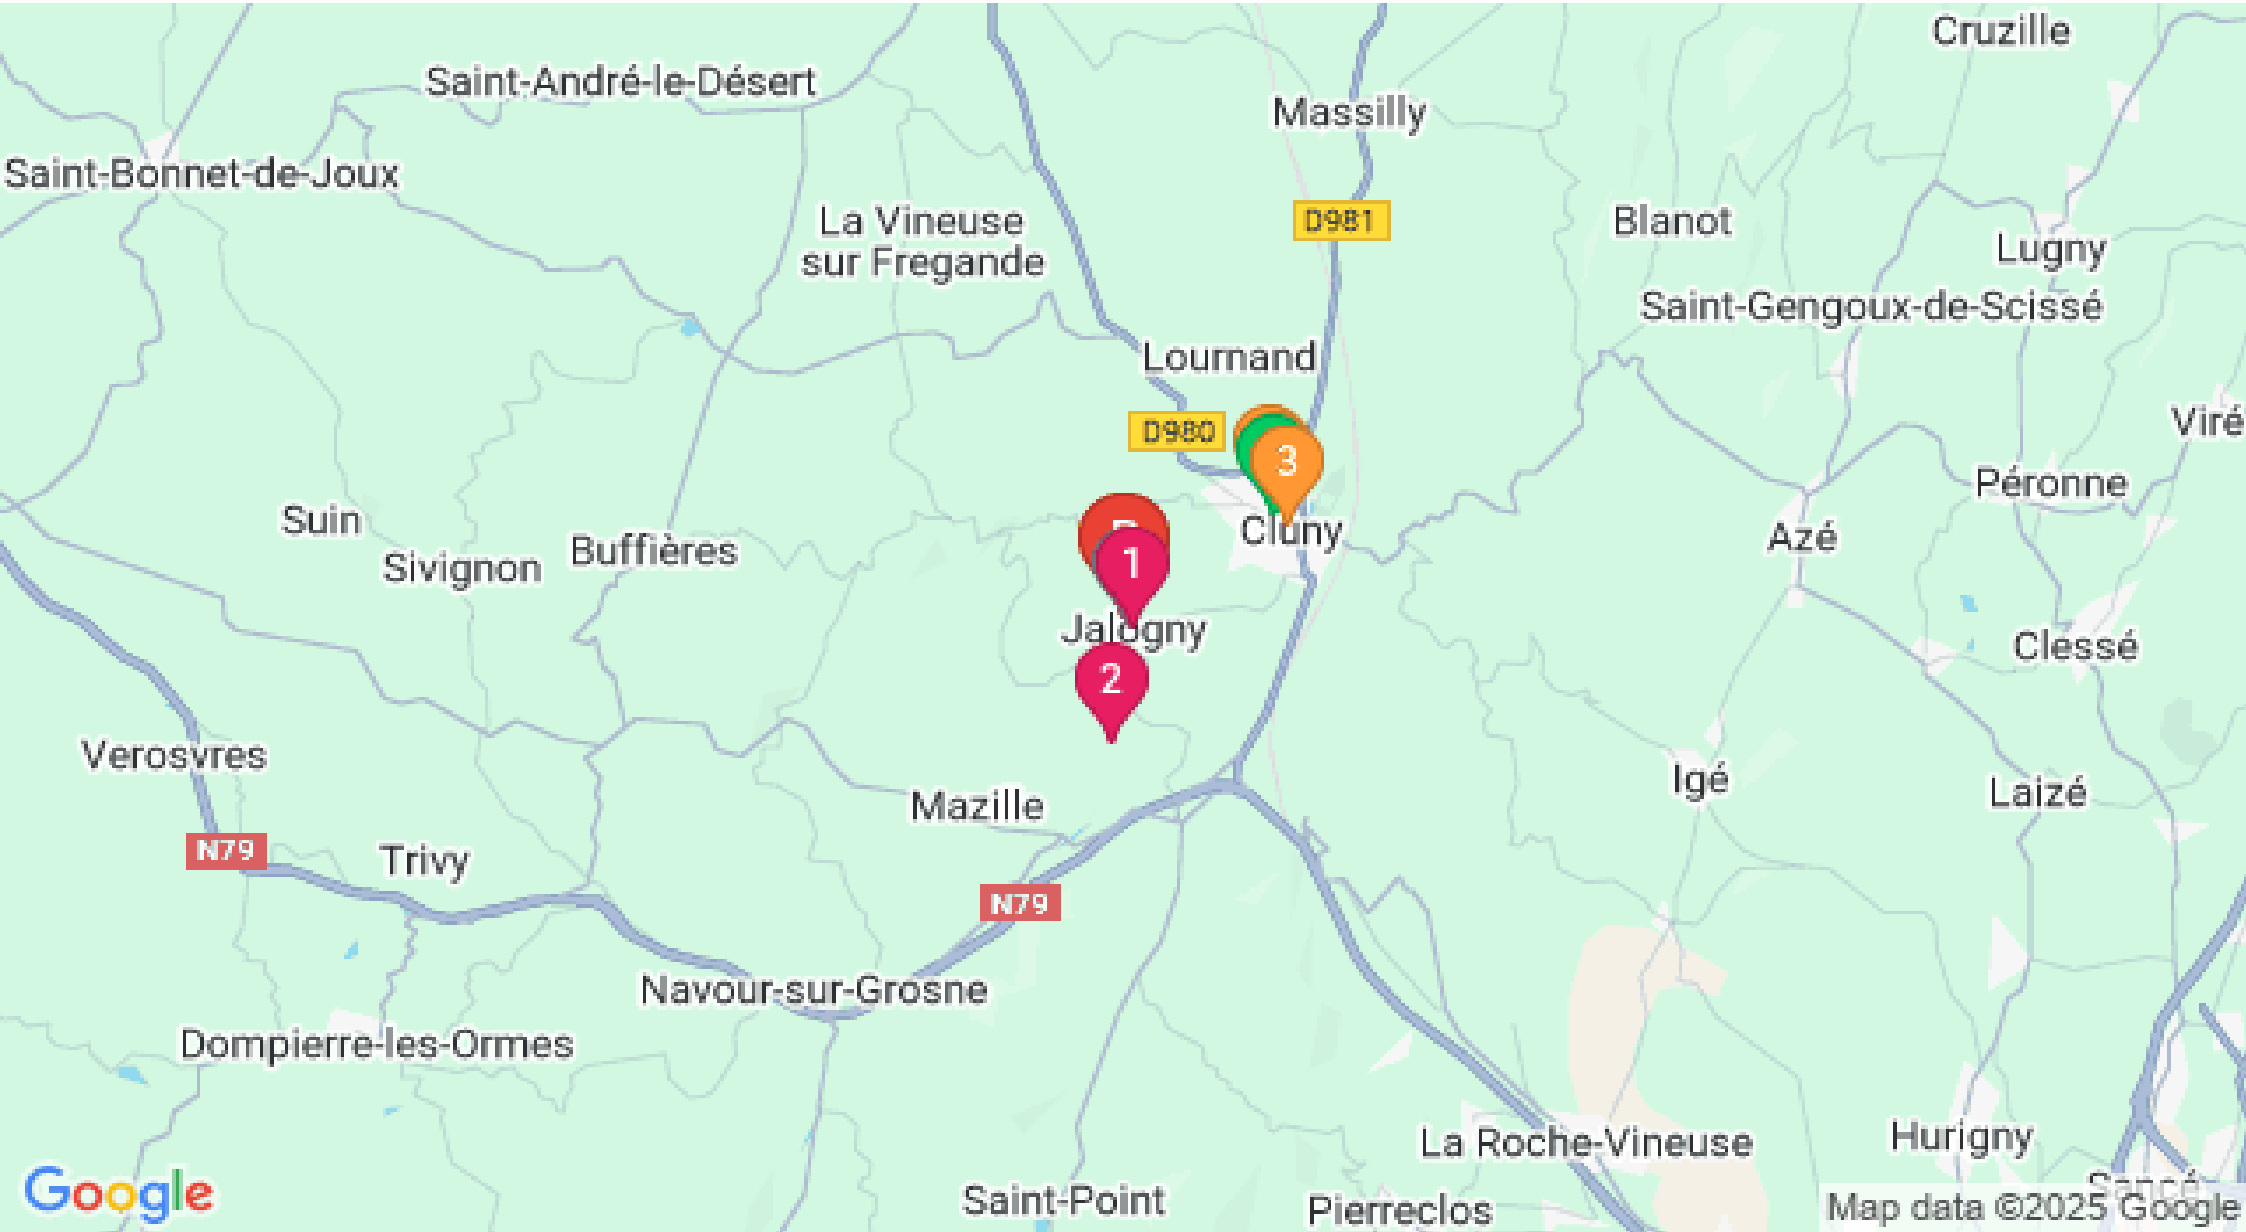 Cruzille
Saint-André-le-Désert
Massilly
Saint-Bonnet-de-Joux
La Vineuse
sur Fregande
D981
Blanot
Lugny
Saint-Gengoux-de-Scissé
Lournand
Viré
D980
3
Péronne
Suin
Cluny
Azé
Buffières
Sivignon
1
Jalogny
Clessé
2
Verosvres
Igé
Laizé
Mazille
N79
Trivy
N79
Navour-sur-Grosne
Dompierre-les-Ormes
La Roche-Vineuse
Hurigny
Sancé
Google
Saint-Point
Pierreclos
Map data ©2025 Google